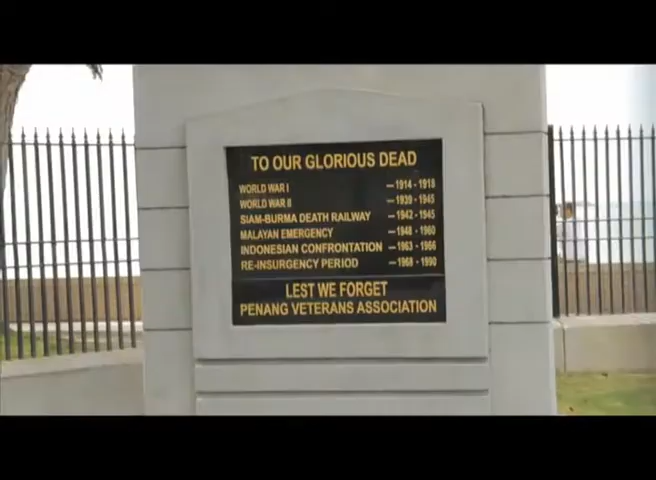 TO OUR GLORIOUS DEAD
WORLD WAR I — 1914 - 1918
WORLD WAR II — 1939 - 1945
SIAM-BURMA DEATH RAILWAY — 1942 - 1945
MALAYAN EMERGENCY — 1948 - 1960
INDONESIAN CONFRONTATION — 1963 - 1966
RE-INSURGENCY PERIOD — 1968 - 1990
LEST WE FORGET
PENANG VETERANS ASSOCIATION